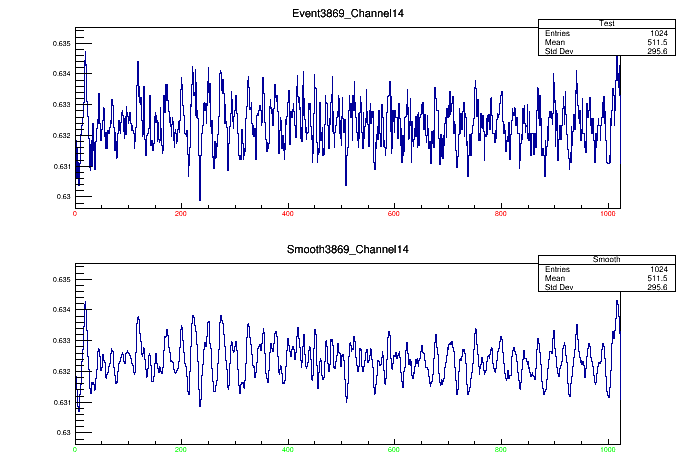 Event3869_Channel14
Test
Entries 1024
Mean 511.5
Std Dev 295.6
0.635
0.634
0.633
0.632
0.631
0.63
0 200 400 600 800 1000
Smooth3869_Channel14
Smooth
Entries 1024
Mean 511.5
Std Dev 295.6
0.635
0.634
0.633
0.632
0.631
0.63
0 200 400 600 800 1000